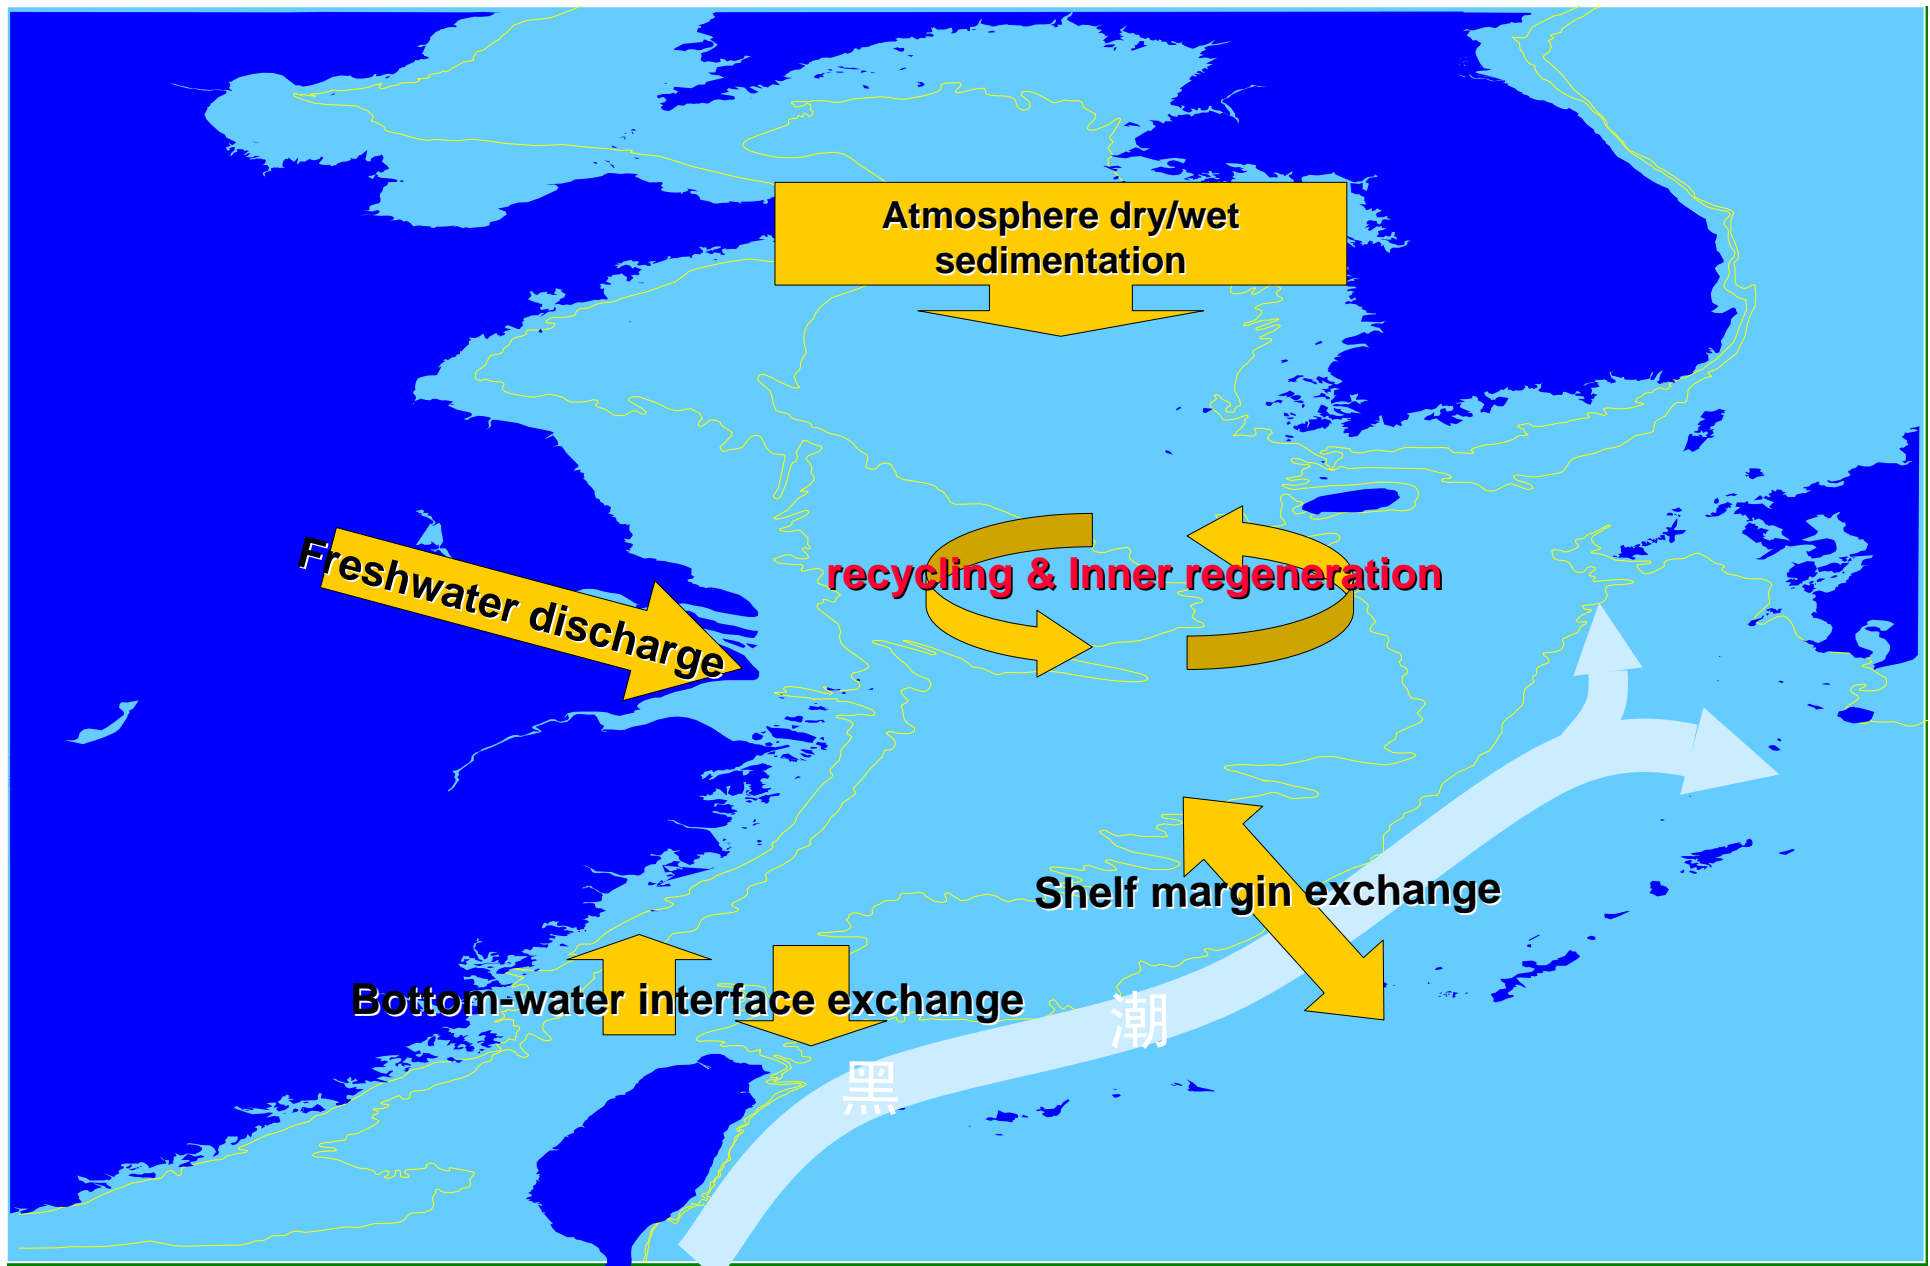 Atmosphere dry/wet
sedimentation
Freshwater discharge
recycling & Inner regeneration
Shelf margin exchange
Bottom-water interface exchange
黑
潮